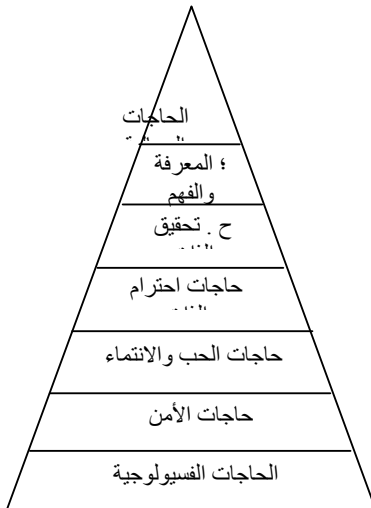 الحاجات
؛ المعرفة
والفهم
ح . تحقيق
حاجات احترام
حاجات الحب والانتماء
حاجات الأمن
الحاجات الفسيولوجية